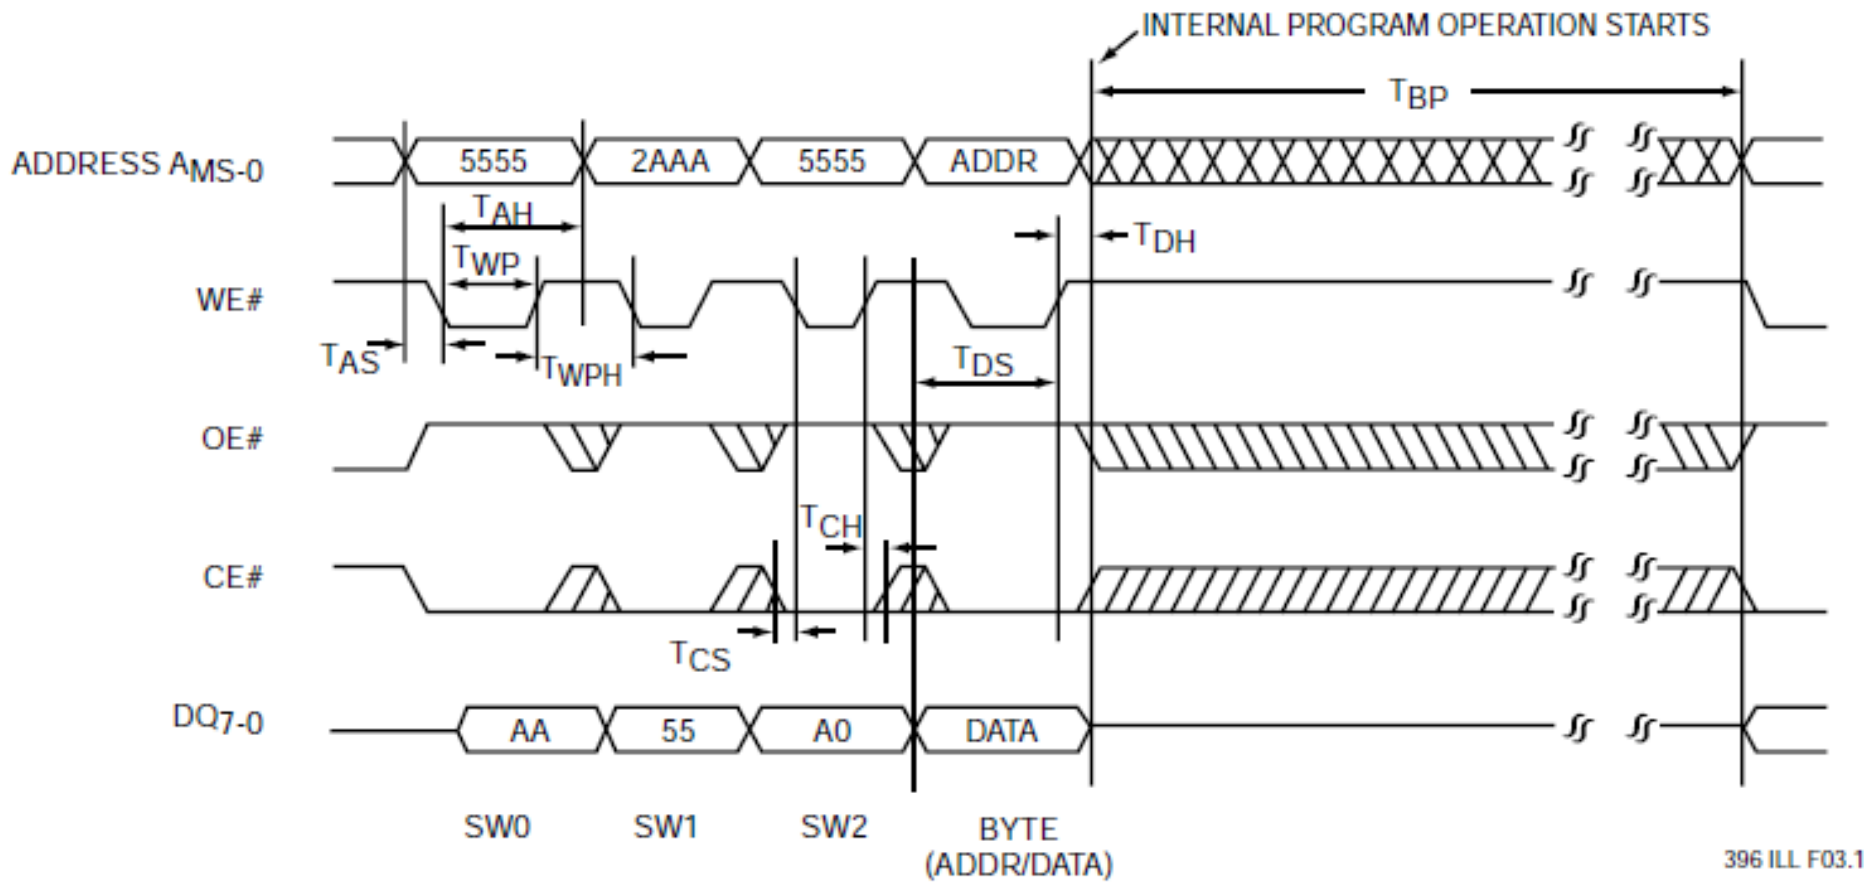 INTERNAL PROGRAM OPERATION STARTS
TBP
ADDRESS AMS-0
5555 2AAA 5555 ADDR
TAH
TDH
TWP
WE#
TAS
TWPH
TDS
OE#
TCH
CE#
TCS
DQ7-0
AA 55 A0 DATA
SW0 SW1 SW2 BYTE
(ADDR/DATA)
396 ILL F03.1